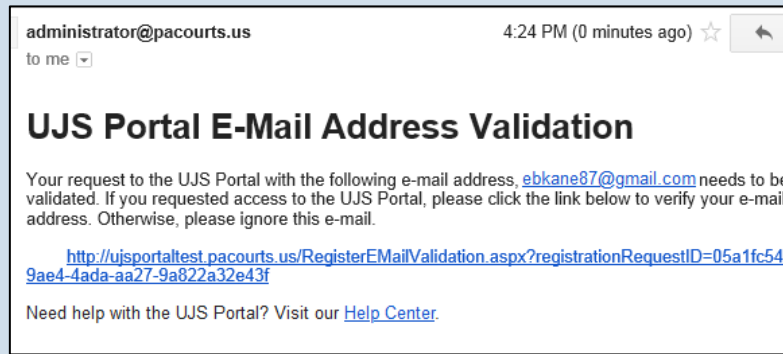 administrator@pacourts.us 4:24 PM (0 minutes ago)
to me
UJS Portal E-Mail Address Validation
Your request to the UJS Portal with the following e-mail address, ebkane87@gmail.com needs to be
validated. If you requested access to the UJS Portal, please click the link below to verify your e-mail
address. Otherwise, please ignore this e-mail.
http://ujsportaltest.pacourts.us/RegisterEMailValidation.aspx?registrationRequestID=05a1fc54
9ae4-4ada-aa27-9a822a32e43f
Need help with the UJS Portal? Visit our Help Center.